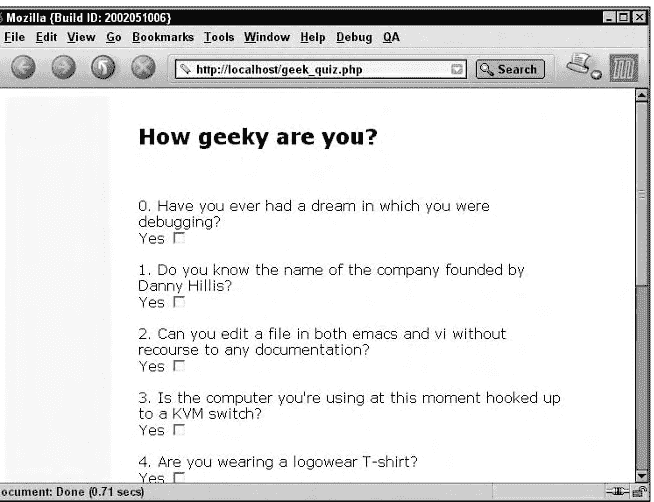 Mozilla {Build ID: 2002051006}
File Edit View Go Bookmarks Tools Window Help Debug QA
http://localhost/geek_quiz.php Search
How geeky are you?
0. Have you ever had a dream in which you were
debugging?
Yes
1. Do you know the name of the company founded by
Danny Hillis?
Yes
2. Can you edit a file in both emacs and vi without
recourse to any documentation?
Yes
3. Is the computer you're using at this moment hooked up
to a KVM switch?
Yes
4. Are you wearing a logowear T-shirt?
Yes
ocument: Done (0.71 secs)